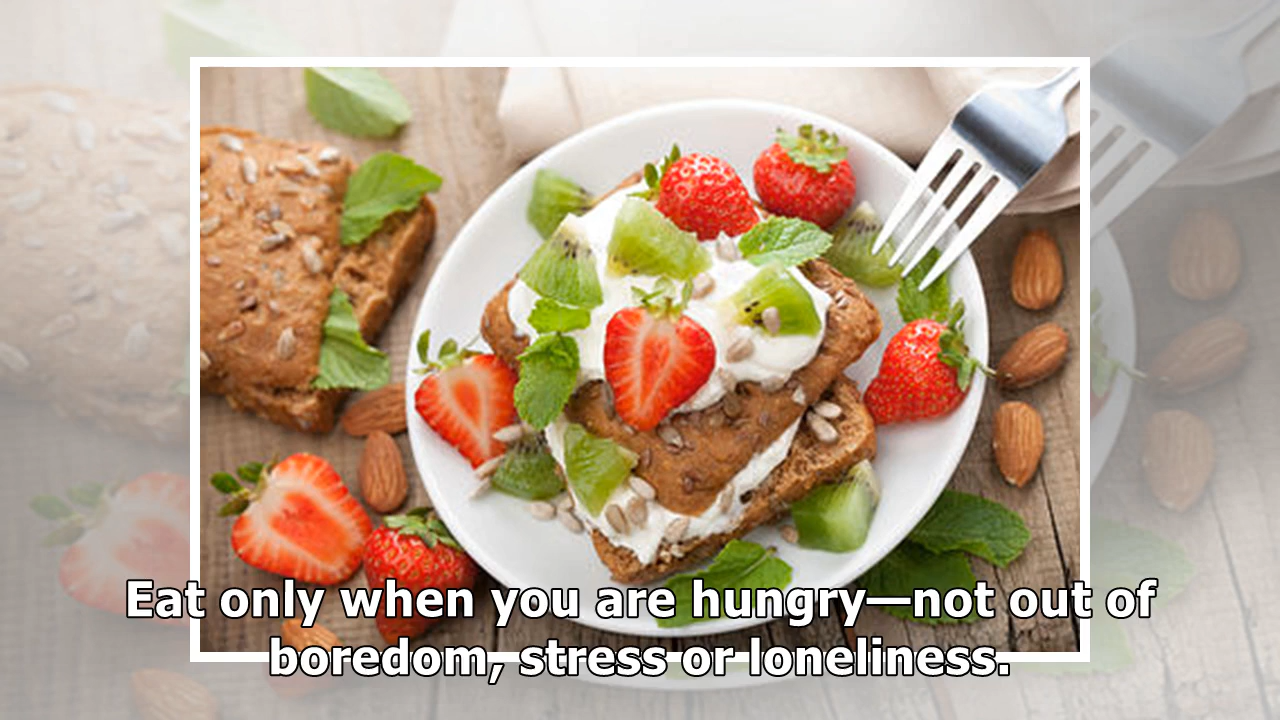 Eat only when you are hungry—not out of
boredom, stress or loneliness.